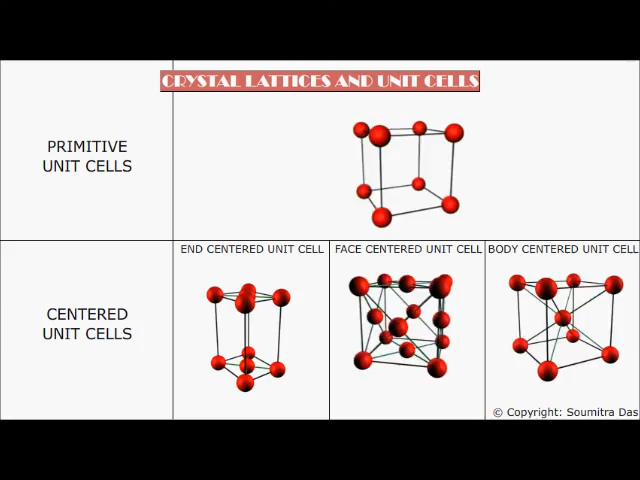 CRYSTAL LATTICES AND UNIT CELLS
PRIMITIVE
UNIT CELLS
END CENTERED UNIT CELL
FACE CENTERED UNIT CELL
BODY CENTERED UNIT CELL
CENTERED
UNIT CELLS
© Copyright: Soumitra Das